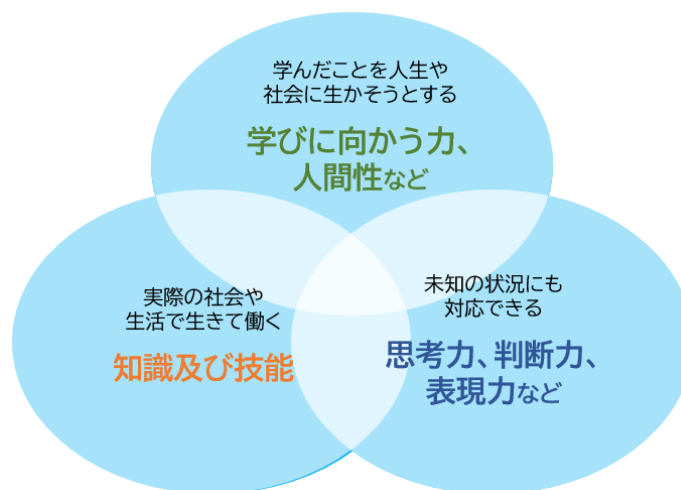 学んだことを人生や
社会に生かそうとする
学びに向かう力、
人間性など
実際の社会や
生活で生きて働く
知識及び技能
未知の状況にも
対応できる
思考力、判断力、
表現力など